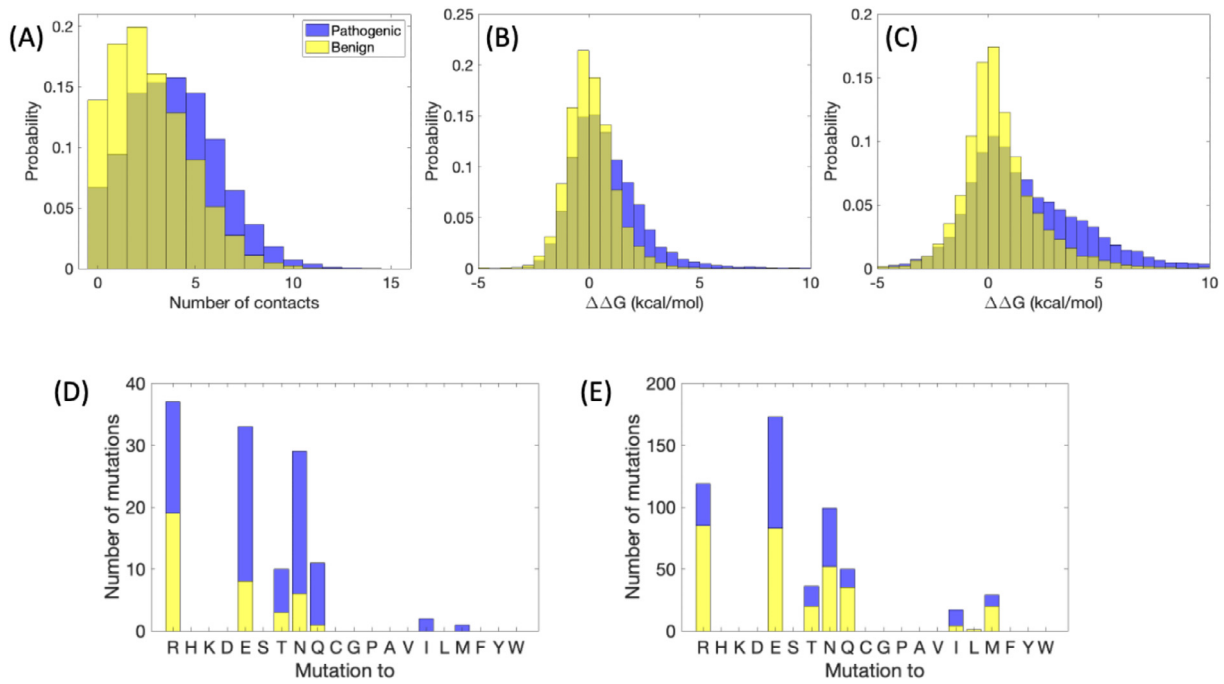 (A)
0.2
0.15
0.1
0.05
0
Probability
0 5 10 15
Number of contacts
Pathogenic
Benign
(B)
0.25
0.2
0.15
0.1
0.05
0
Probability
-5 0 5 10
ΔΔG (kcal/mol)
(C)
0.2
0.15
0.1
0.05
0
Probability
-5 0 5 10
ΔΔG (kcal/mol)
(D)
40
30
20
10
0
Number of mutations
R H K D E S T N Q C G P A V I L M F Y W
Mutation to
(E)
200
150
100
50
0
Number of mutations
R H K D E S T N Q C G P A V I L M F Y W
Mutation to